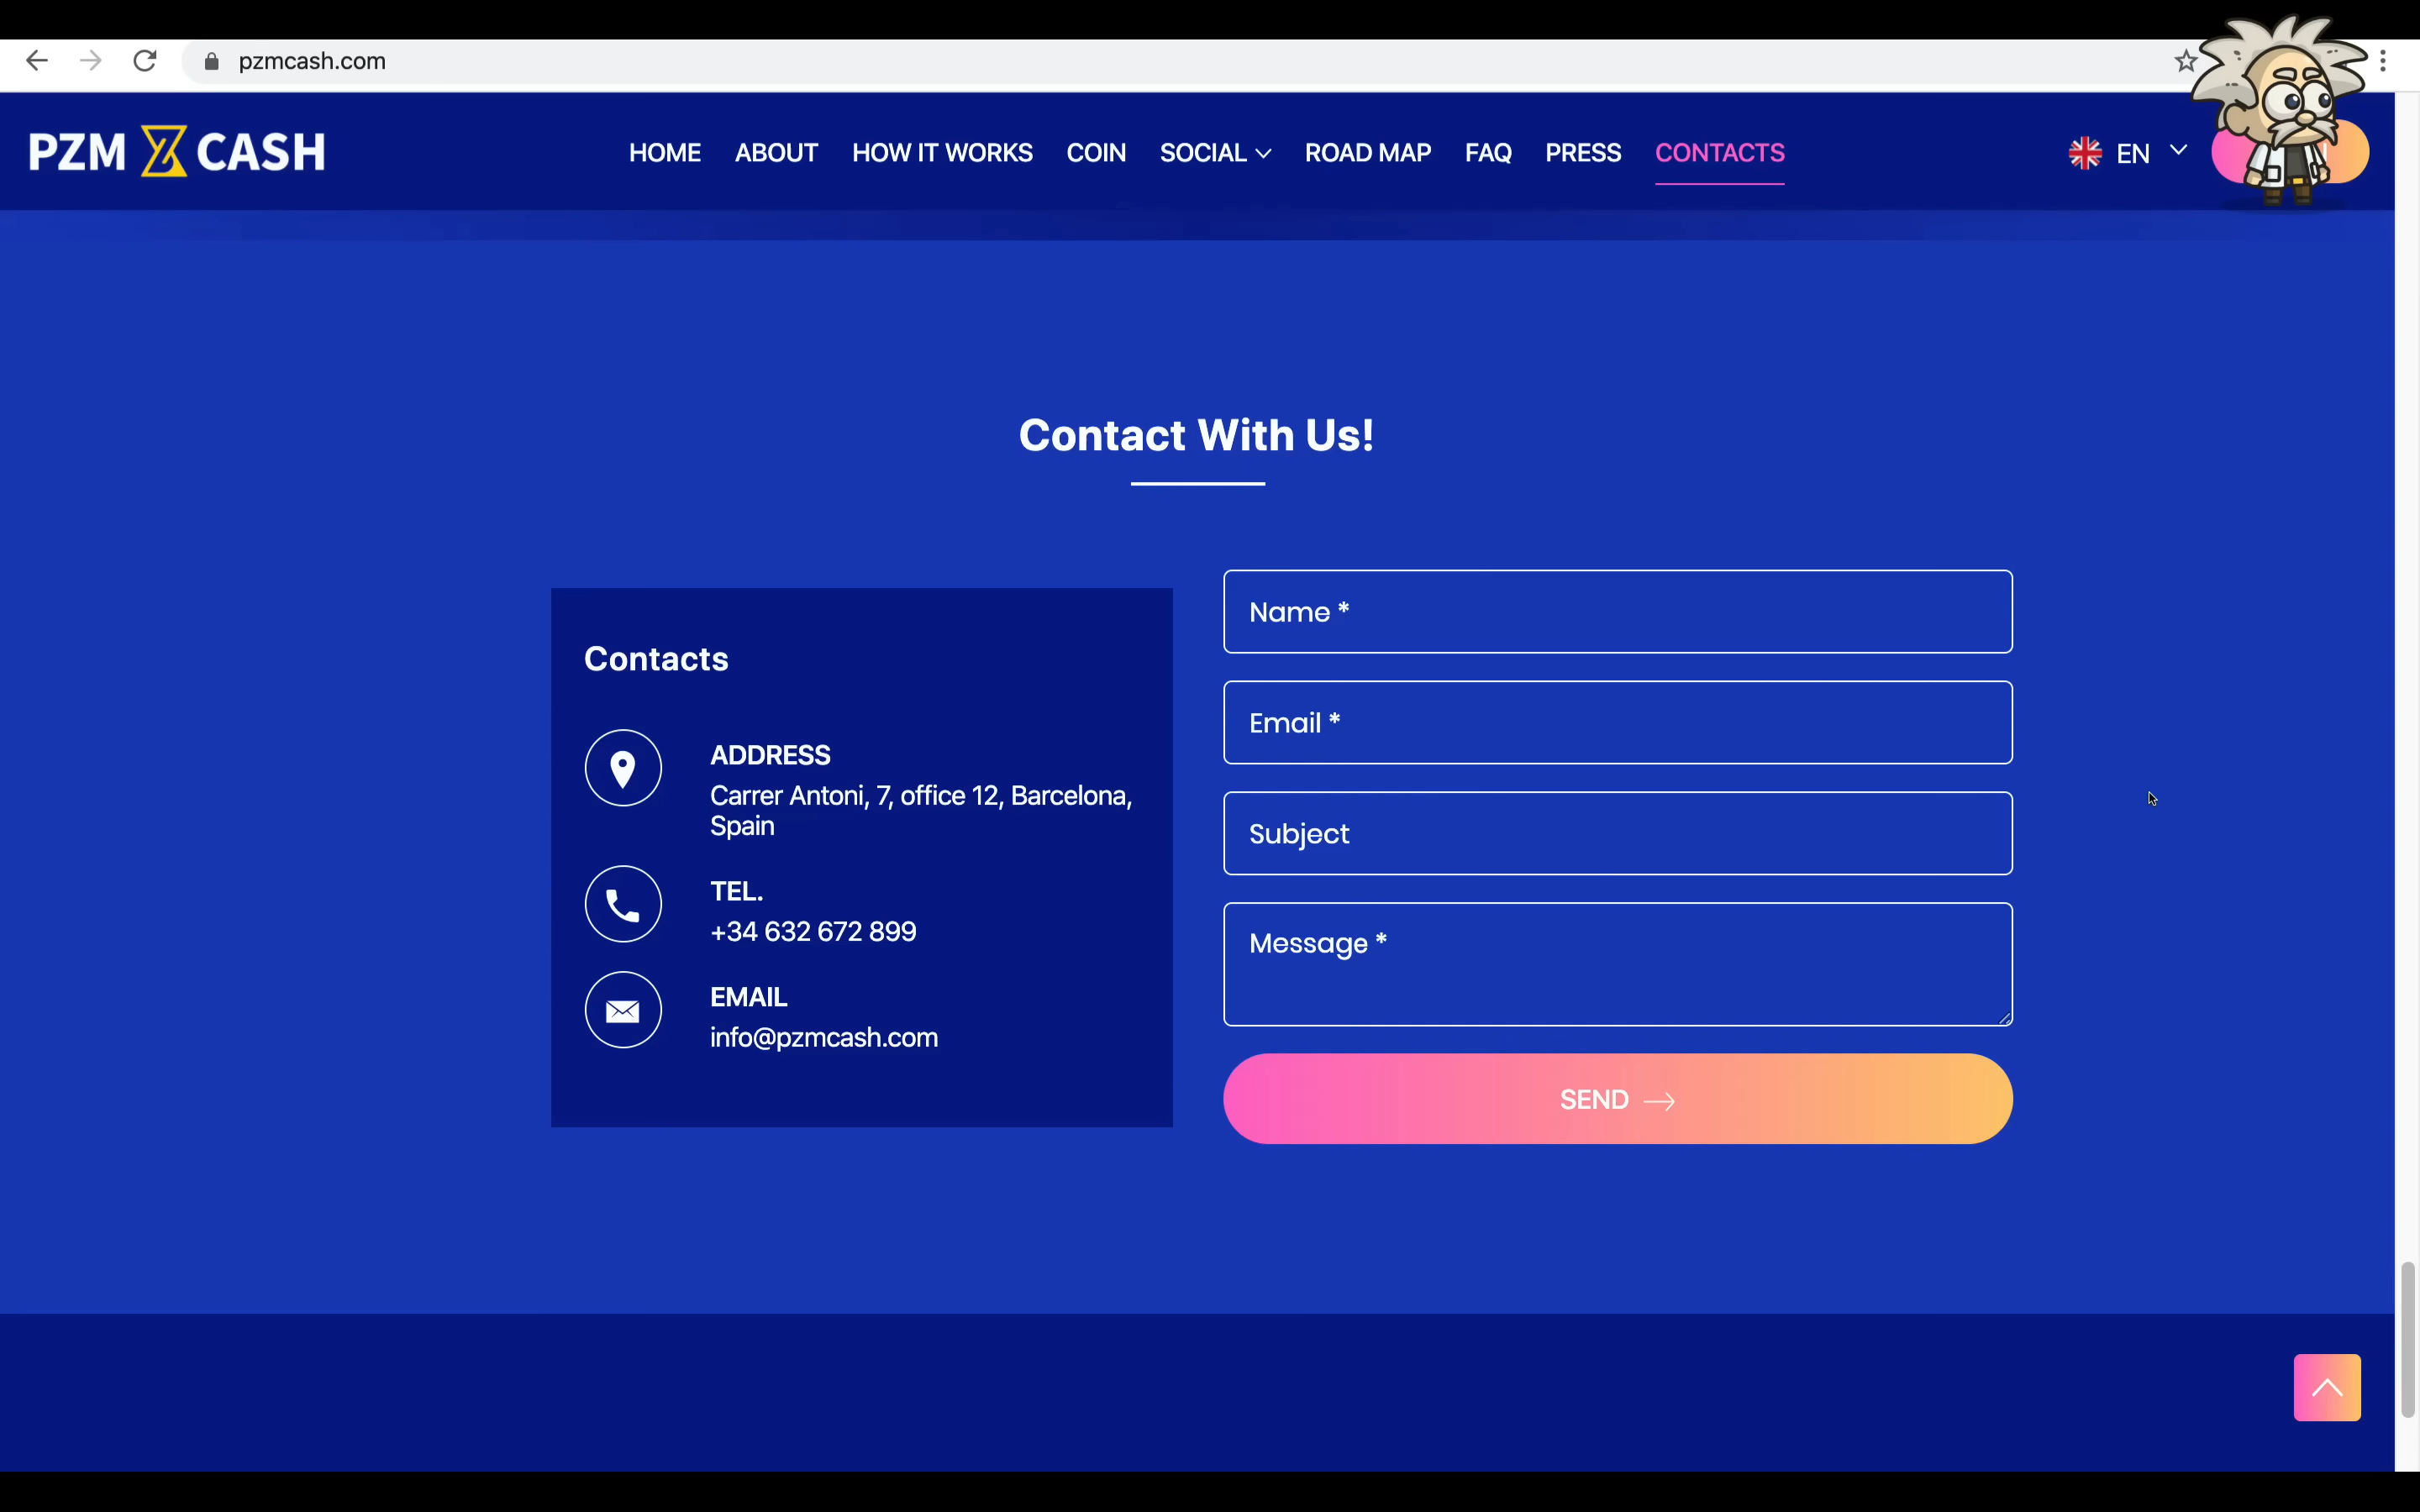 pzmcash.com
PZM CASH
HOME ABOUT HOW IT WORKS COIN SOCIAL ROAD MAP FAQ PRESS CONTACTS
EN
Contact With Us!
Contacts
ADDRESS
Carrer Antoni, 7, office 12, Barcelona,
Spain
TEL.
+34 632 672 899
EMAIL
info@pzmcash.com
Name *
Email *
Subject
Message *
SEND